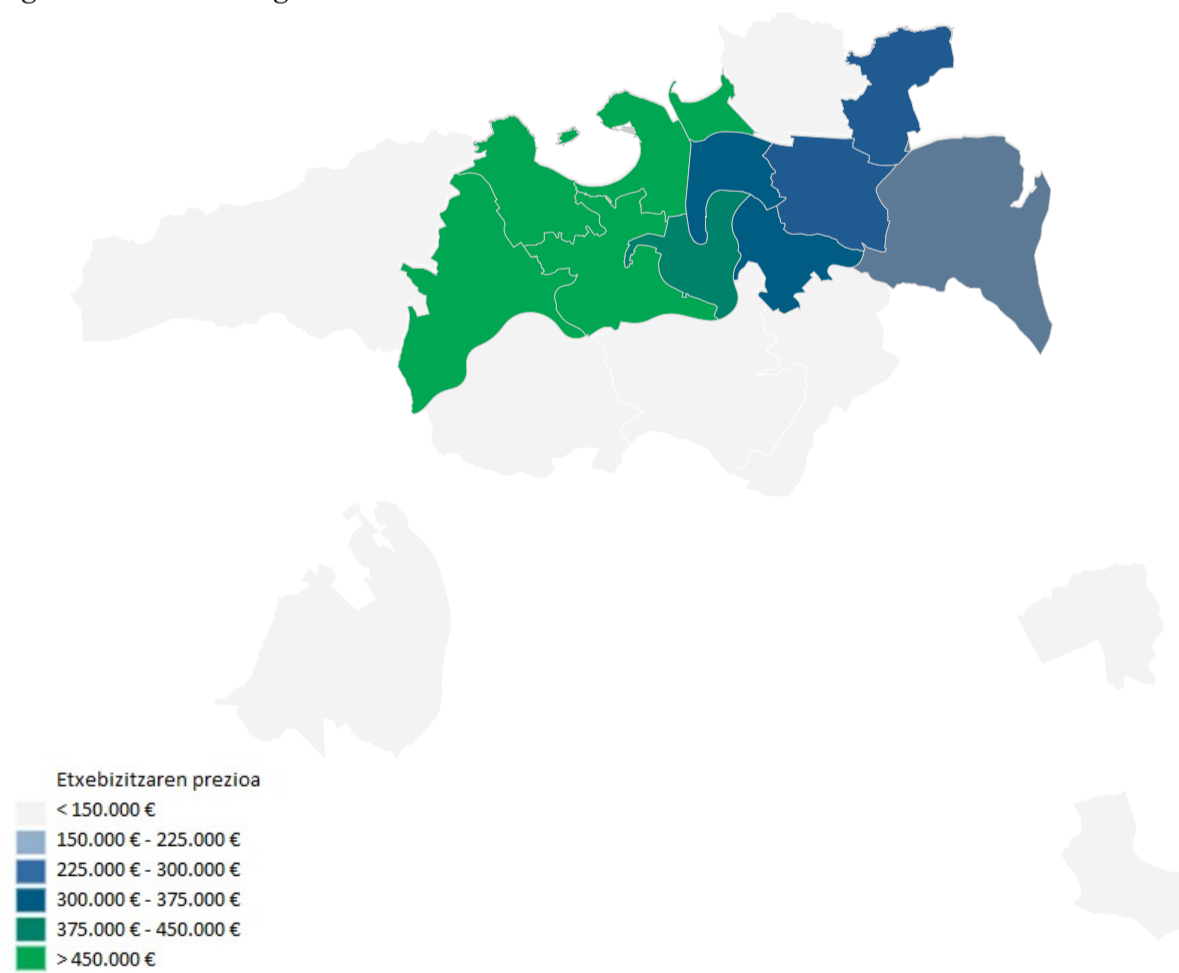 Etxebizitzaren prezioa
< 150.000 €
150.000 € - 225.000 €
225.000 € - 300.000 €
300.000 € - 375.000 €
375.000 € - 450.000 €
> 450.000 €